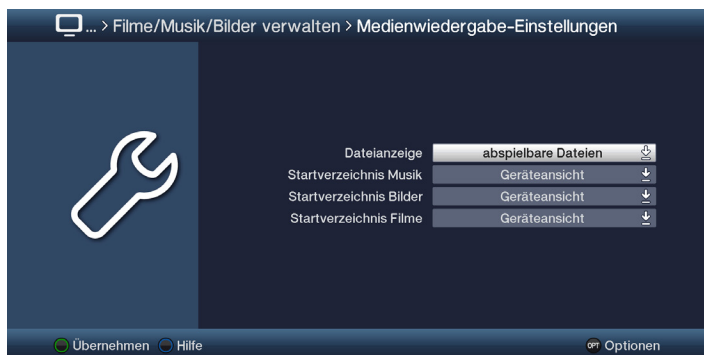 ... > Filme/Musik/Bilder verwalten > Medienwiedergabe-Einstellungen
Dateianzeige abspielbare Dateien
Startverzeichnis Musik Geräteansicht
Startverzeichnis Bilder Geräteansicht
Startverzeichnis Filme Geräteansicht
Übernehmen Hilfe OPT Optionen